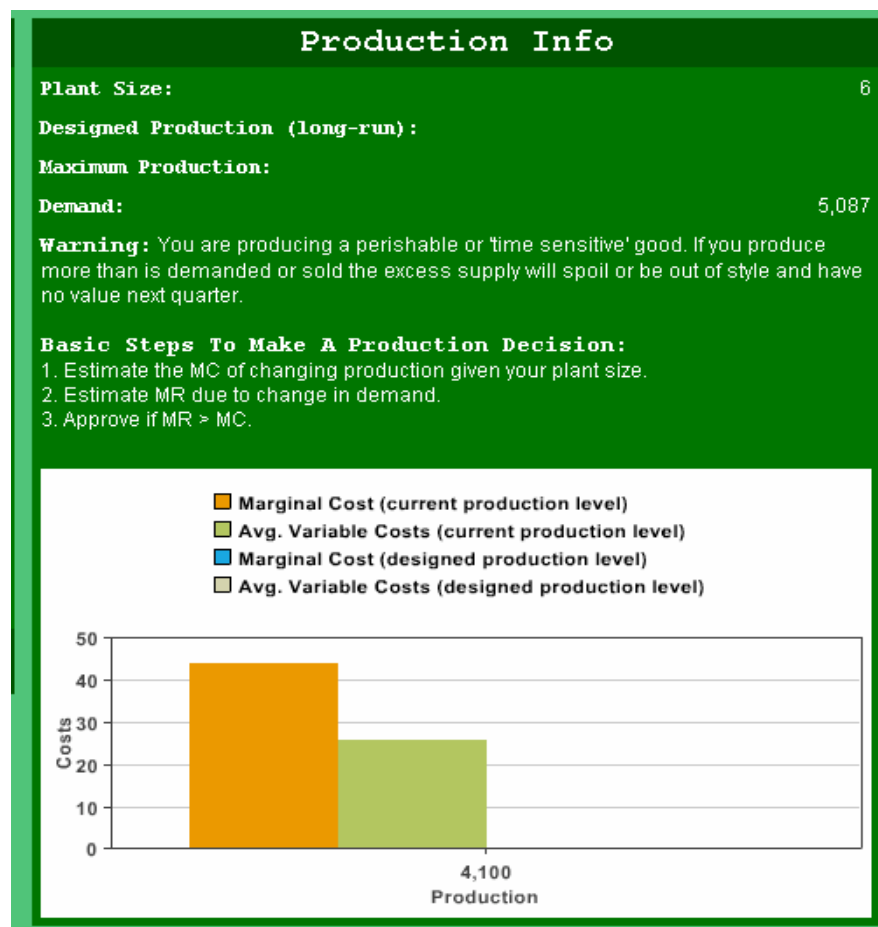 Production Info
Plant Size: 6
Designed Production (long-run):
Maximum Production:
Demand: 5,087
Warning: You are producing a perishable or 'time sensitive' good. If you produce
more than is demanded or sold the excess supply will spoil or be out of style and have
no value next quarter.
Basic Steps To Make A Production Decision:
1. Estimate the MC of changing production given your plant size.
2. Estimate MR due to change in demand.
3. Approve if MR > MC.
Marginal Cost (current production level)
Avg. Variable Costs (current production level)
Marginal Cost (designed production level)
Avg. Variable Costs (designed production level)
50
40
30
20
10
0
Costs
4,100
Production